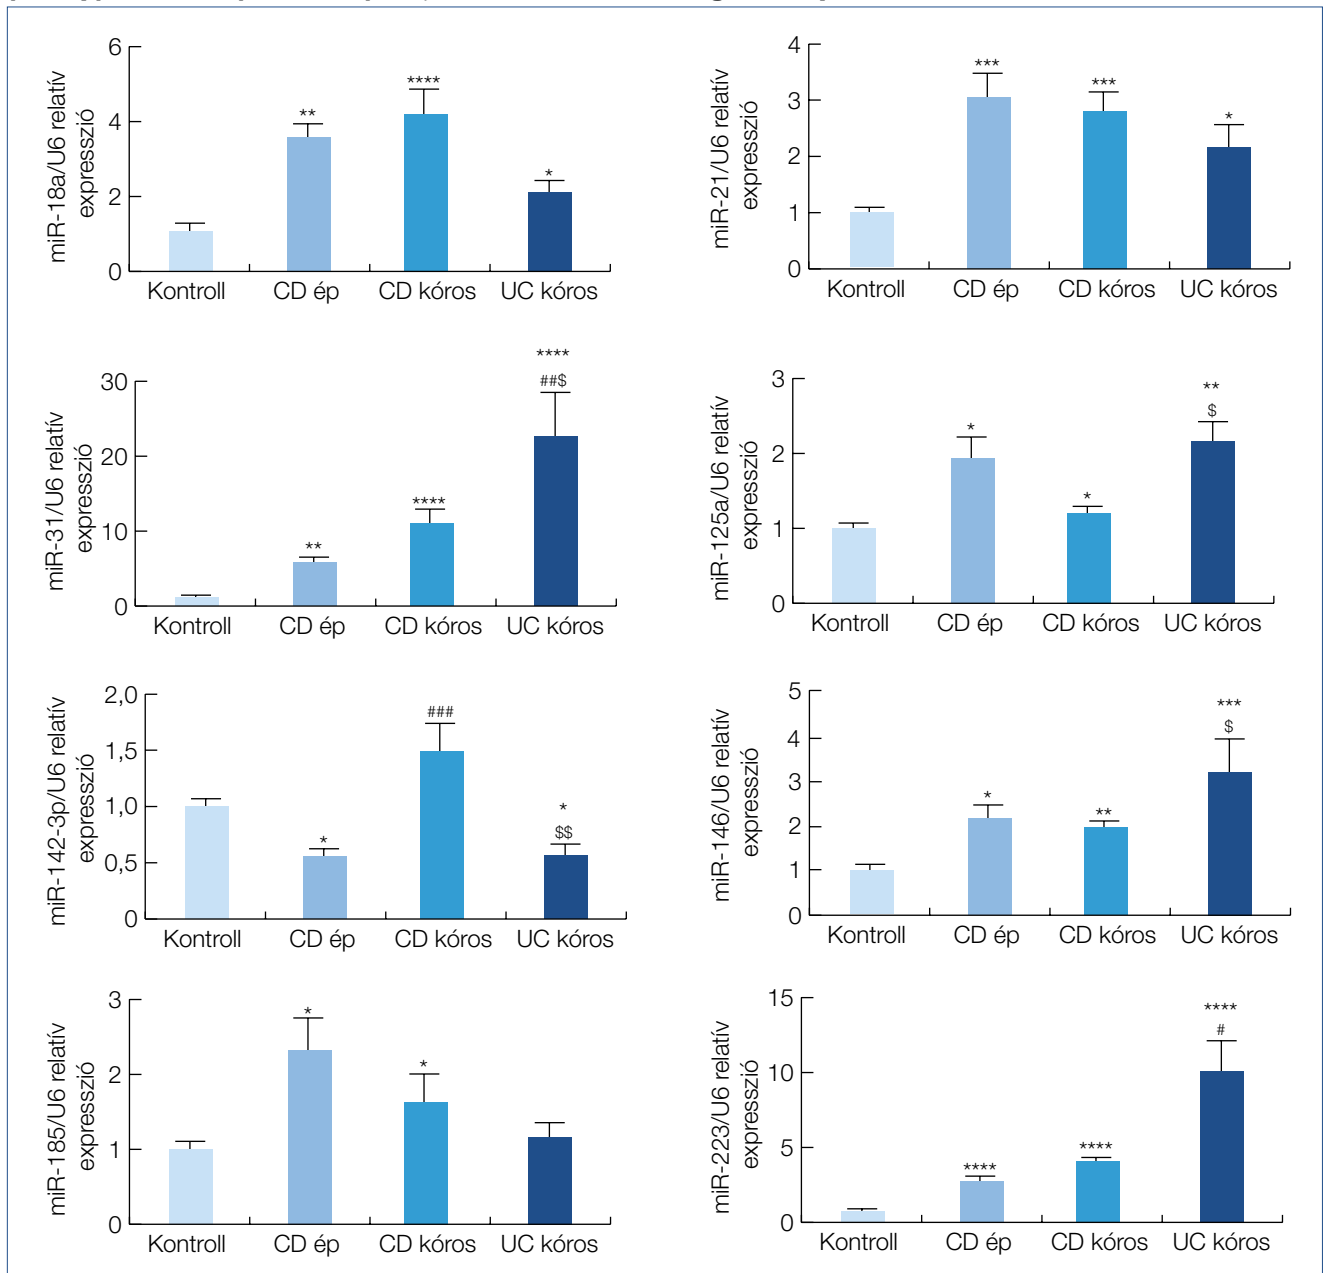 miR-18a/U6 relatív
expresszió
6
4
2
0
**
****
*
Kontroll CD ép CD kóros UC kóros
miR-21/U6 relatív
expresszió
4
3
2
1
0
***
***
*
Kontroll CD ép CD kóros UC kóros
miR-31/U6 relatív
expresszió
30
20
10
0
**
****
****
##$
Kontroll CD ép CD kóros UC kóros
miR-125a/U6 relatív
expresszió
3
2
1
0
*
*
**
$
Kontroll CD ép CD kóros UC kóros
miR-142-3p/U6 relatív
expresszió
2,0
1,5
1,0
0,5
0
*
###
*
$$
Kontroll CD ép CD kóros UC kóros
miR-146/U6 relatív
expresszió
5
4
3
2
1
0
*
**
***
$
Kontroll CD ép CD kóros UC kóros
miR-185/U6 relatív
expresszió
3
2
1
0
*
*
Kontroll CD ép CD kóros UC kóros
miR-223/U6 relatív
expresszió
15
10
5
0
****
****
****
#
Kontroll CD ép CD kóros UC kóros